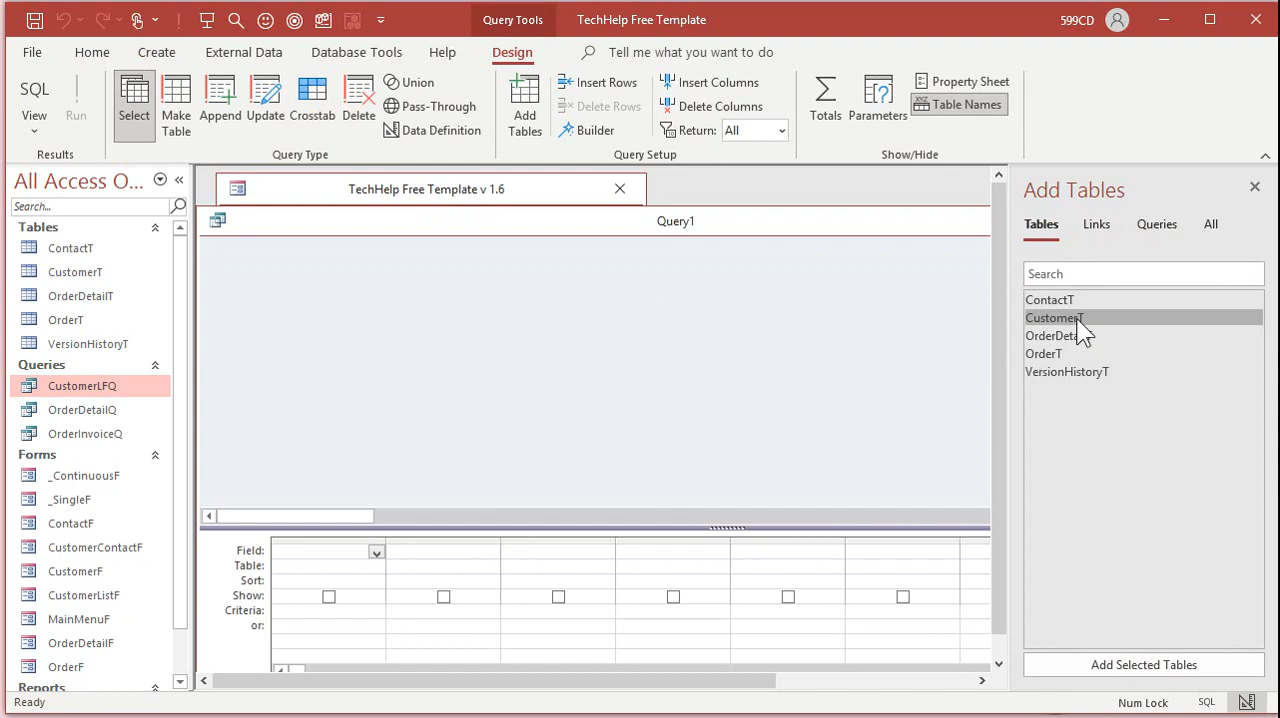 Query Tools
TechHelp Free Template
599CD
File
Home
Create
External Data
Database Tools
Help
Design
Tell me what you want to do
SQL
View
Run
Results
Select
Make Table
Append
Update
Crosstab
Delete
Union
Pass-Through
Data Definition
Query Type
Add Tables
Insert Rows
Delete Rows
Builder
Insert Columns
Delete Columns
Return: All
Query Setup
Totals
Parameters
Property Sheet
Table Names
Show/Hide
All Access O...
Search...
Tables
ContactT
CustomerT
OrderDetailT
OrderT
VersionHistoryT
Queries
CustomerLFQ
OrderDetailQ
OrderInvoiceQ
Forms
_ContinuousF
_SingleF
ContactF
CustomerContactF
CustomerF
CustomerListF
MainMenuF
OrderDetailF
OrderF
Reports
TechHelp Free Template v 1.6
Query1
Field:
Table:
Sort:
Show:
Criteria:
or:
Add Tables
Tables
Links
Queries
All
Search
ContactT
CustomerT
OrderT
VersionHistoryT
Add Selected Tables
Ready
Num Lock
SQL